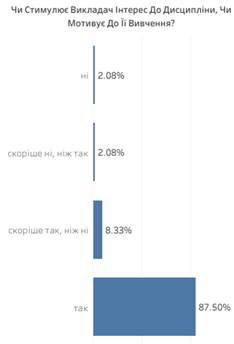 Чи Стимулює Викладач Інтерес До Дисципліни, Чи
Мотивує До Її Вивчення?
ні 2.08%
скоріше ні, ніж так 2.08%
скоріше так, ніж ні 8.33%
так 87.50%